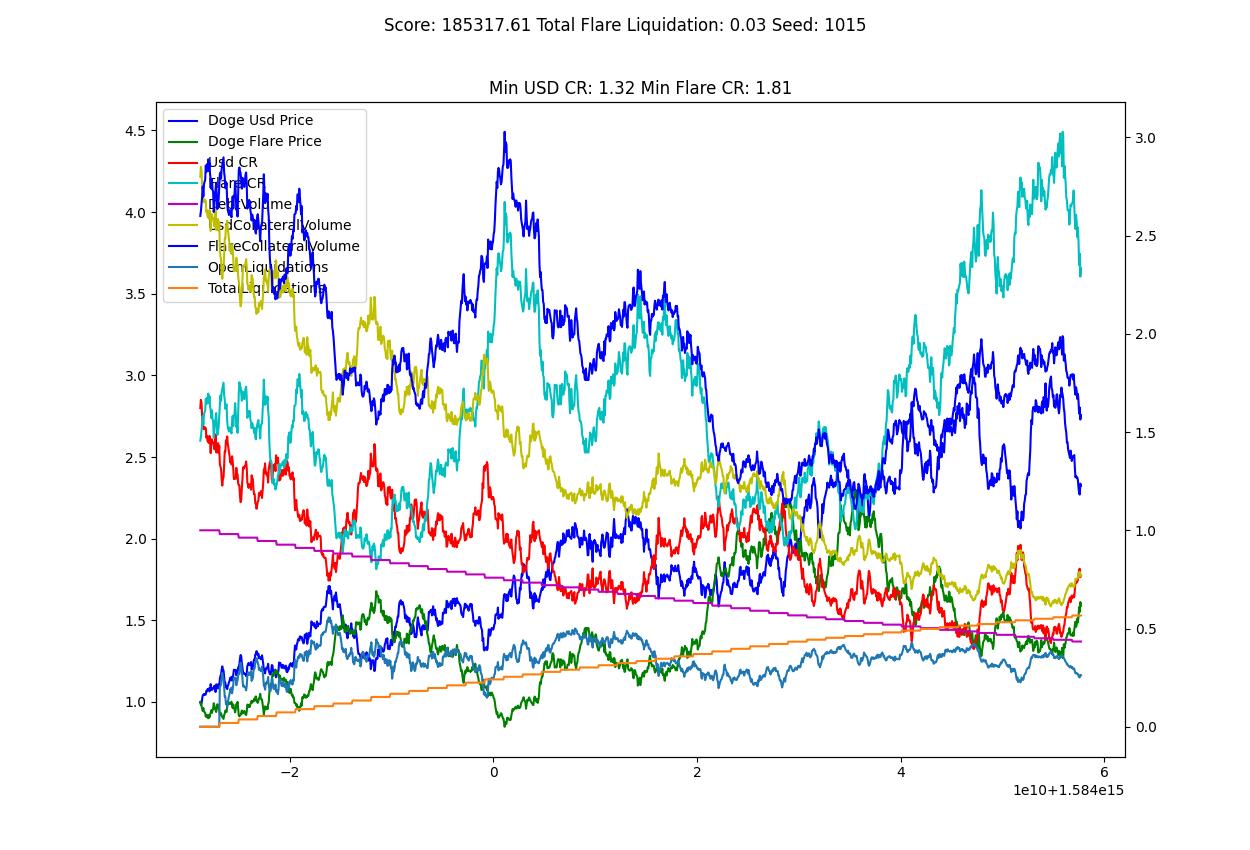 Score: 185317.61 Total Flare Liquidation: 0.03 Seed: 1015
Min USD CR: 1.32 Min Flare CR: 1.81
Doge Usd Price
Doge Flare Price
Usd CR
Flare CR
DebtVolume
UsdCollateralVolume
FlareCollateralVolume
OpenLiquidations
TotalLiquidations
4.5
4.0
3.5
3.0
2.5
2.0
1.5
1.0
3.0
2.5
2.0
1.5
1.0
0.5
0.0
−2
0
2
4
6
1e10+1.584e15